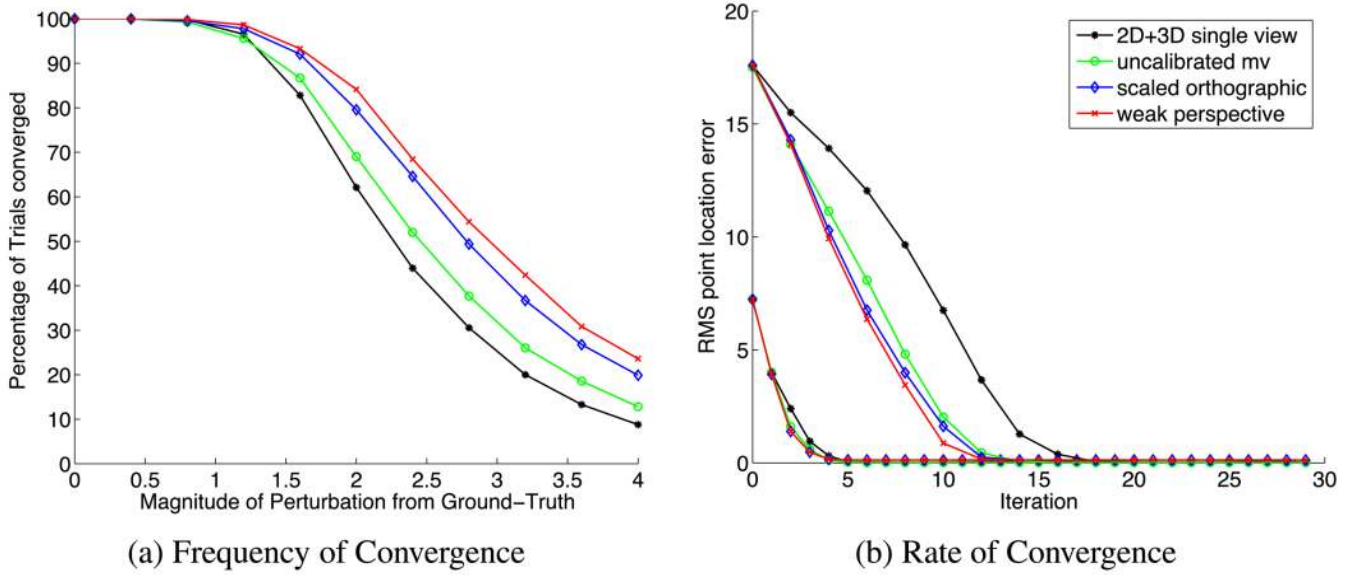 100
90
80
70
60
50
40
30
20
10
0
Percentage of Trials converged
0 0.5 1 1.5 2 2.5 3 3.5 4
Magnitude of Perturbation from Ground−Truth
(a) Frequency of Convergence
20
15
10
5
0
RMS point location error
2D+3D single view
uncalibrated mv
scaled orthographic
weak perspective
0 5 10 15 20 25 30
Iteration
(b) Rate of Convergence